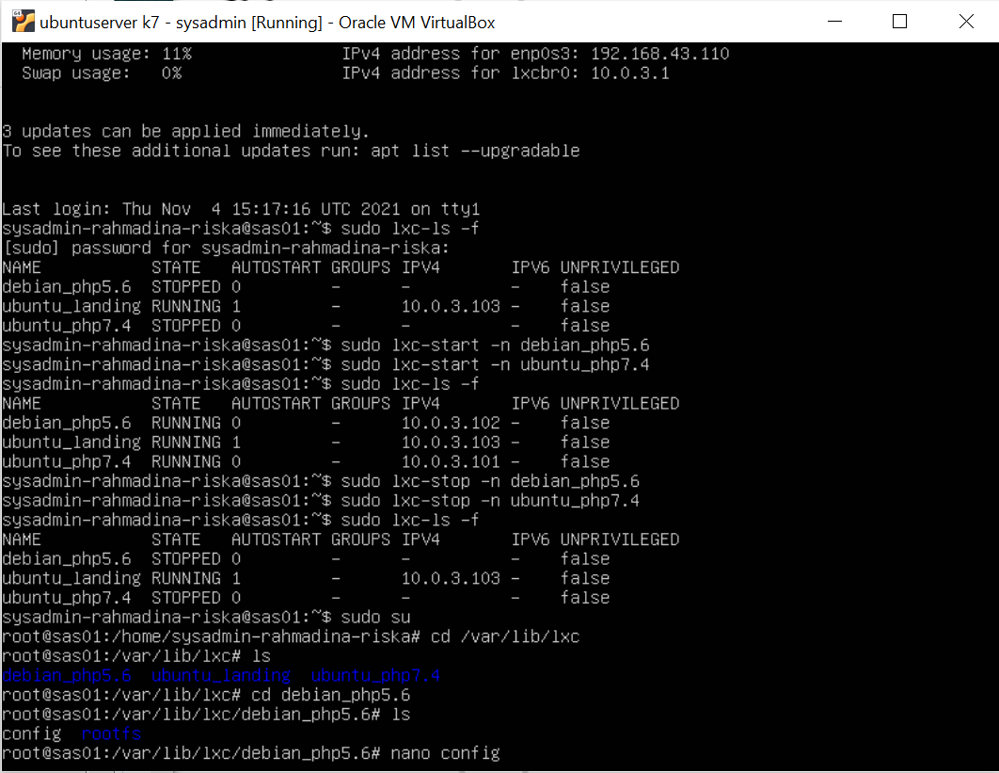 ubuntuserver k7 - sysadmin [Running] - Oracle VM VirtualBox
Memory usage: 11% IPv4 address for enp0s3: 192.168.43.110
Swap usage: 0% IPv4 address for lxcbr0: 10.0.3.1
3 updates can be applied immediately.
To see these additional updates run: apt list --upgradable
Last login: Thu Nov  4 15:17:16 UTC 2021 on tty1
sysadmin-rahmadina-riska@sas01:~$ sudo lxc-ls -f
[sudo] password for sysadmin-rahmadina-riska:
NAME STATE AUTOSTART GROUPS IPV4 IPV6 UNPRIVILEGED
debian_php5.6 STOPPED 0 - - - false
ubuntu_landing RUNNING 1 - 10.0.3.103 - false
ubuntu_php7.4 STOPPED 0 - - - false
sysadmin-rahmadina-riska@sas01:~$ sudo lxc-start -n debian_php5.6
sysadmin-rahmadina-riska@sas01:~$ sudo lxc-start -n ubuntu_php7.4
sysadmin-rahmadina-riska@sas01:~$ sudo lxc-ls -f
NAME STATE AUTOSTART GROUPS IPV4 IPV6 UNPRIVILEGED
debian_php5.6 RUNNING 0 - 10.0.3.102 - false
ubuntu_landing RUNNING 1 - 10.0.3.103 - false
ubuntu_php7.4 RUNNING 0 - 10.0.3.101 - false
sysadmin-rahmadina-riska@sas01:~$ sudo lxc-stop -n debian_php5.6
sysadmin-rahmadina-riska@sas01:~$ sudo lxc-stop -n ubuntu_php7.4
sysadmin-rahmadina-riska@sas01:~$ sudo lxc-ls -f
NAME STATE AUTOSTART GROUPS IPV4 IPV6 UNPRIVILEGED
debian_php5.6 STOPPED 0 - - - false
ubuntu_landing RUNNING 1 - 10.0.3.103 - false
ubuntu_php7.4 STOPPED 0 - - - false
sysadmin-rahmadina-riska@sas01:~$ sudo su
root@sas01:/home/sysadmin-rahmadina-riska# cd /var/lib/lxc
root@sas01:/var/lib/lxc# ls
debian_php5.6 ubuntu_landing ubuntu_php7.4
root@sas01:/var/lib/lxc# cd debian_php5.6
root@sas01:/var/lib/lxc/debian_php5.6# ls
config rootfs
root@sas01:/var/lib/lxc/debian_php5.6# nano config